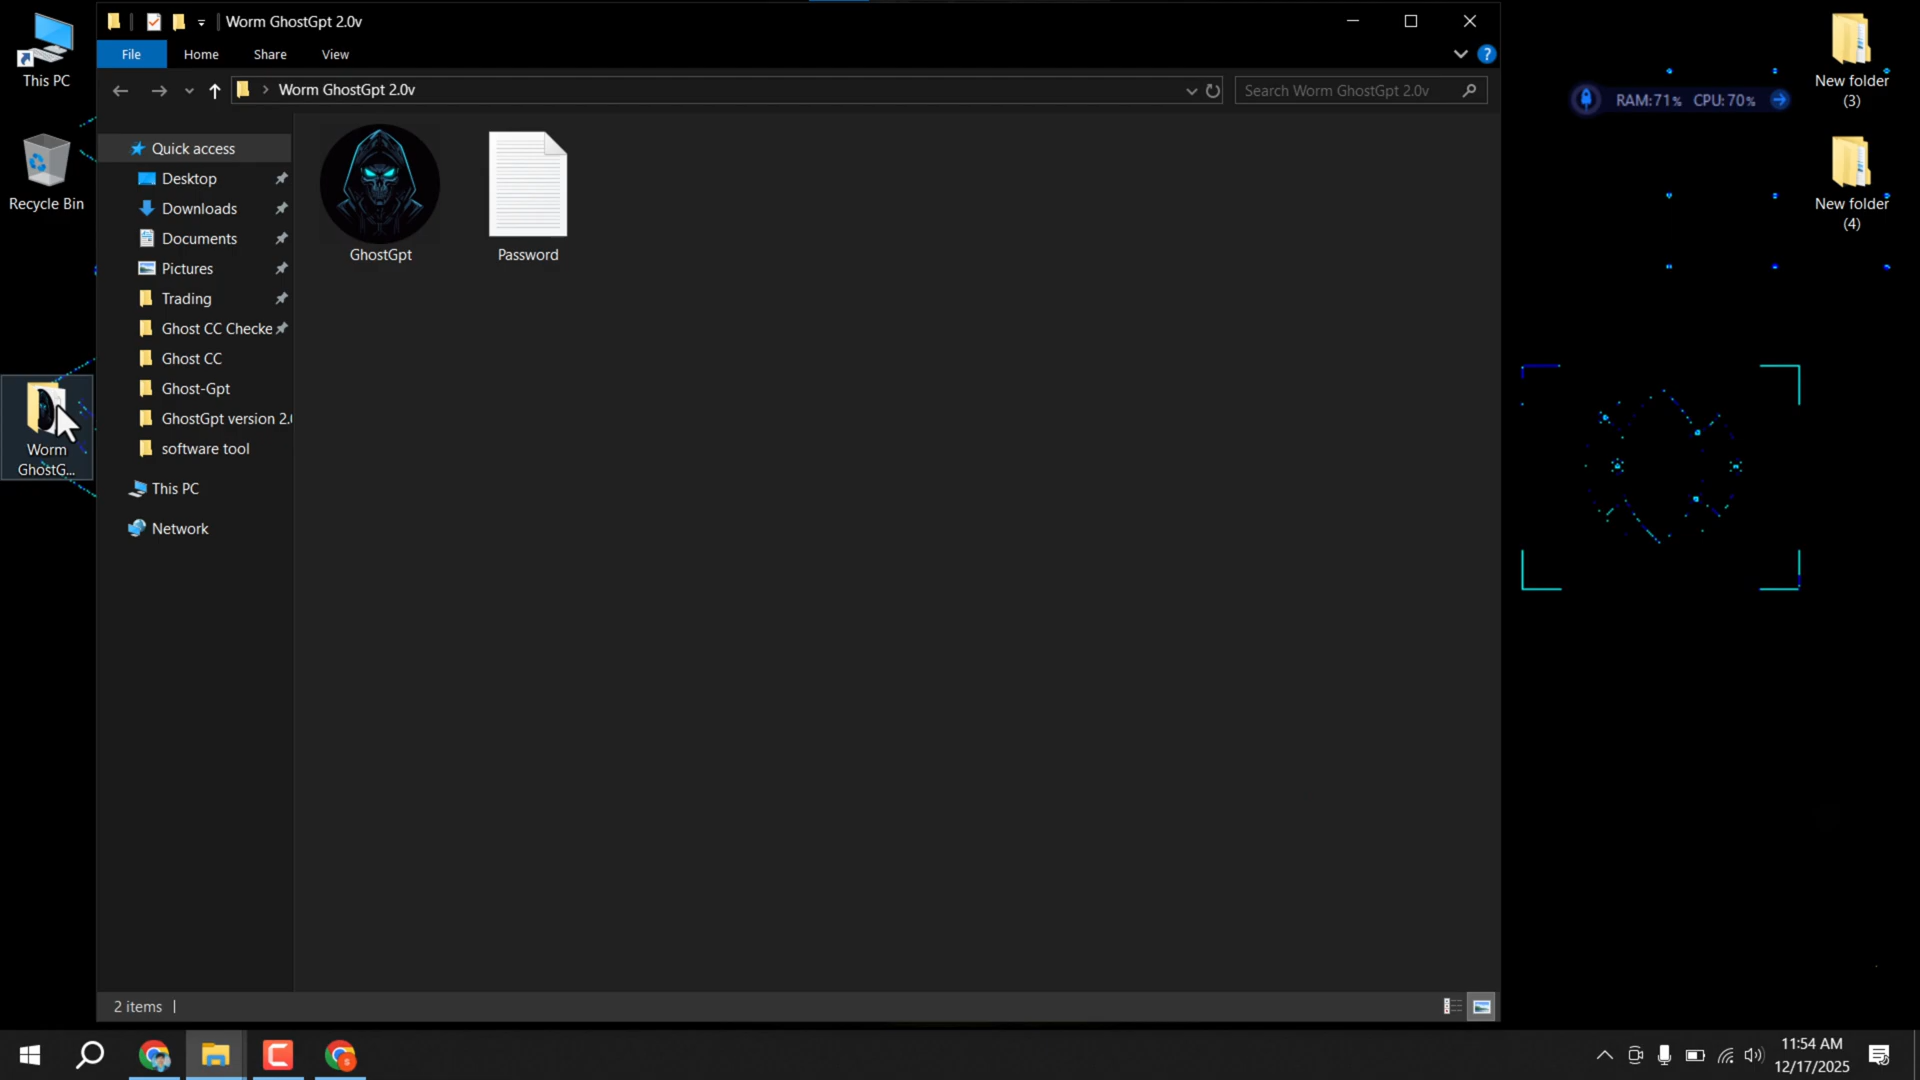 Worm GhostGpt 2.0v
File
Home
Share
View
?
Worm GhostGpt 2.0v
Search Worm GhostGpt 2.0v
This PC
Recycle Bin
Worm
GhostG...
Quick access
Desktop
Downloads
Documents
Pictures
Trading
Ghost CC Checke
Ghost CC
Ghost-Gpt
GhostGpt version 2.
software tool
This PC
Network
GhostGpt
Password
RAM:71% CPU:70%
New folder
(3)
New folder
(4)
2 items
11:54 AM
12/17/2025